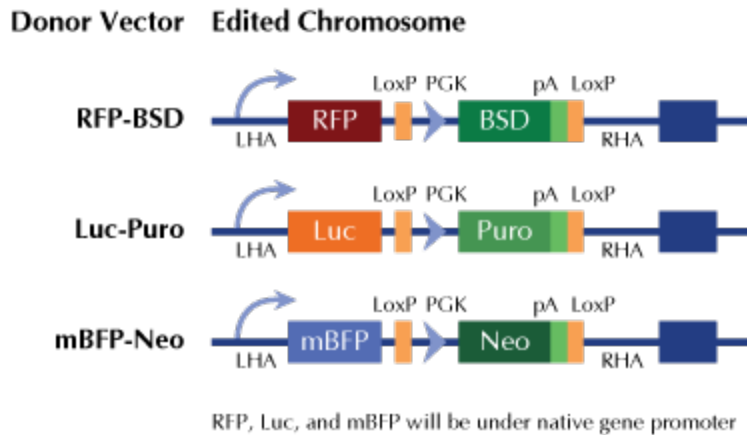 Donor Vector Edited Chromosome
LoxP PGK pA LoxP
RFP-BSD RFP BSD
LHA RHA
LoxP PGK pA LoxP
Luc-Puro Luc Puro
LHA RHA
LoxP PGK pA LoxP
mBFP-Neo mBFP Neo
LHA RHA
RFP, Luc, and mBFP will be under native gene promoter